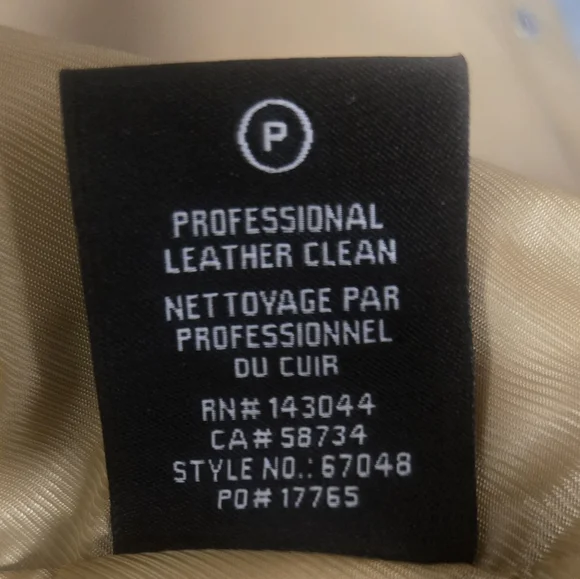 P
PROFESSIONAL
LEATHER CLEAN
NETTOYAGE PAR
PROFESSIONNEL
DU CUIR
RN# 143044
CA# 58734
STYLE NO.: 67048
PO# 17765